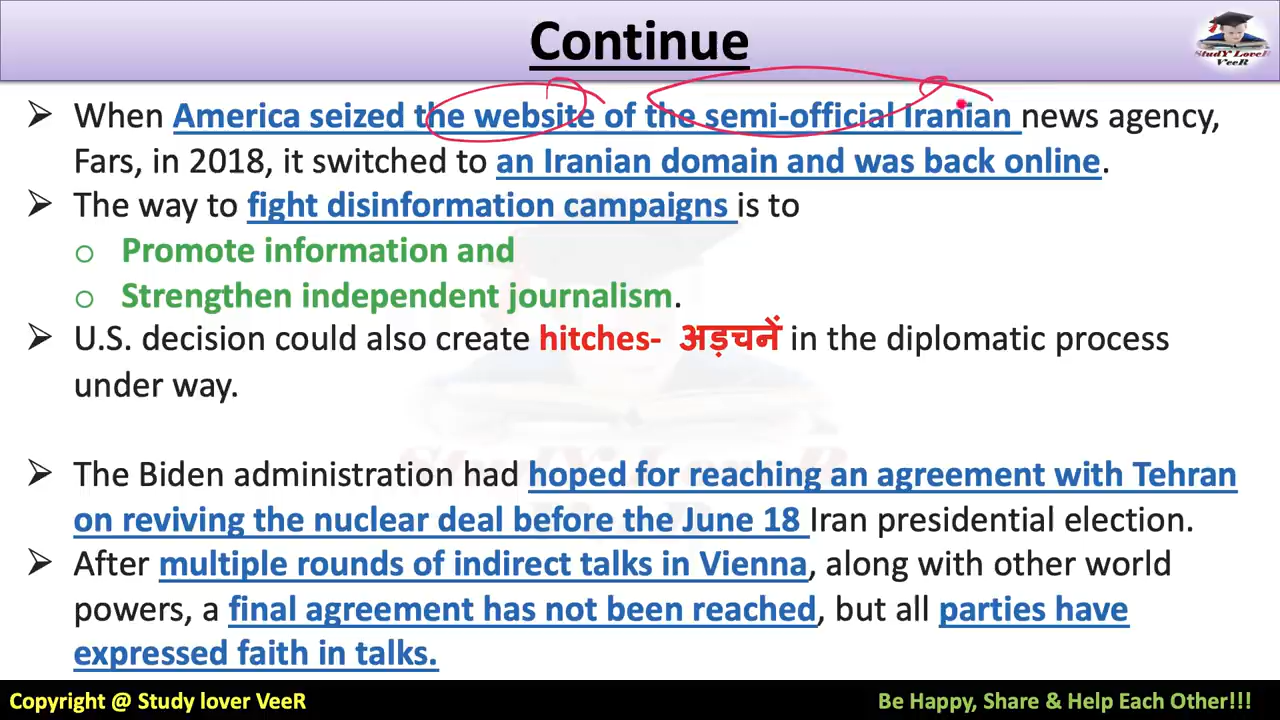 Continue
StudY LoveR
VeeR
➢ When America seized the website of the semi-official Iranian news agency,
Fars, in 2018, it switched to an Iranian domain and was back online.
➢ The way to fight disinformation campaigns is to
o Promote information and
o Strengthen independent journalism.
➢ U.S. decision could also create hitches- अड़चनें in the diplomatic process
under way.
➢ The Biden administration had hoped for reaching an agreement with Tehran
on reviving the nuclear deal before the June 18 Iran presidential election.
➢ After multiple rounds of indirect talks in Vienna, along with other world
powers, a final agreement has not been reached, but all parties have
expressed faith in talks.
StudY LoveR
VeeR
Copyright @ Study lover VeeR
Be Happy, Share & Help Each Other!!!